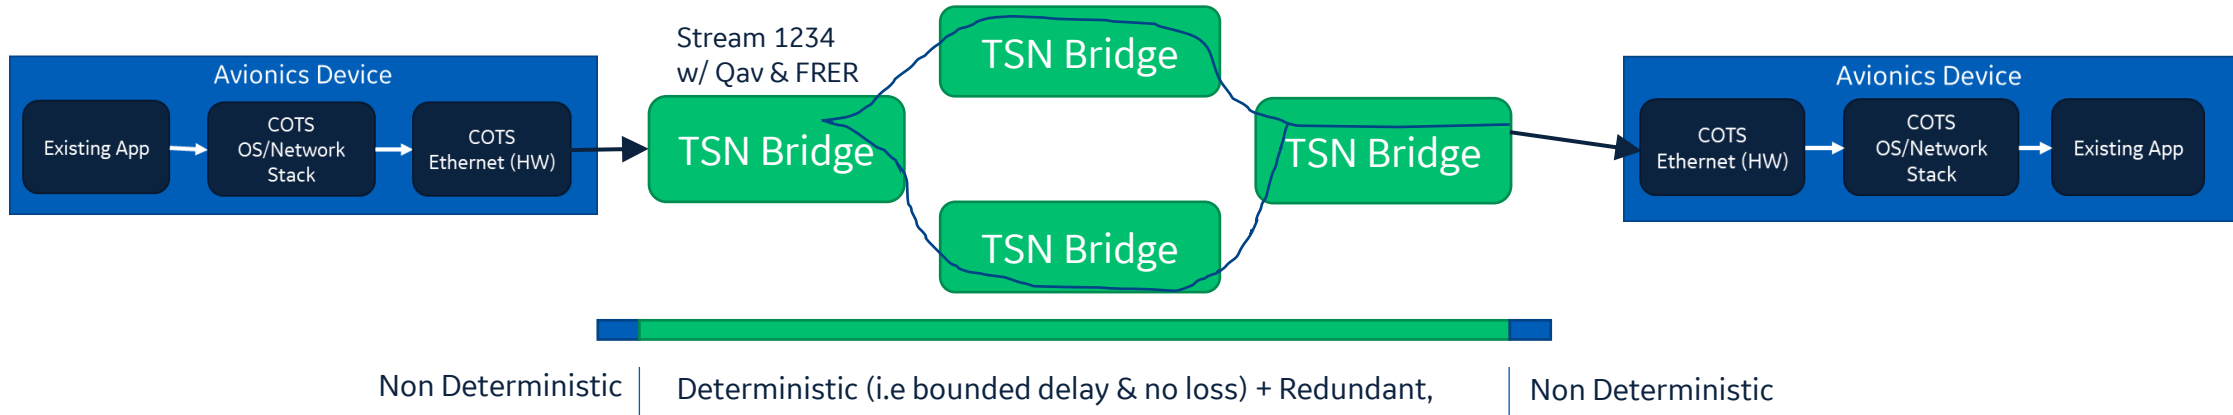 Avionics Device
Existing App
COTS
OS/Network
Stack
COTS
Ethernet (HW)
Stream 1234
w/ Qav & FRER
TSN Bridge
TSN Bridge
TSN Bridge
TSN Bridge
Avionics Device
COTS
Ethernet (HW)
COTS
OS/Network
Stack
Existing App
Non Deterministic
Deterministic (i.e bounded delay & no loss) + Redundant,
Non Deterministic